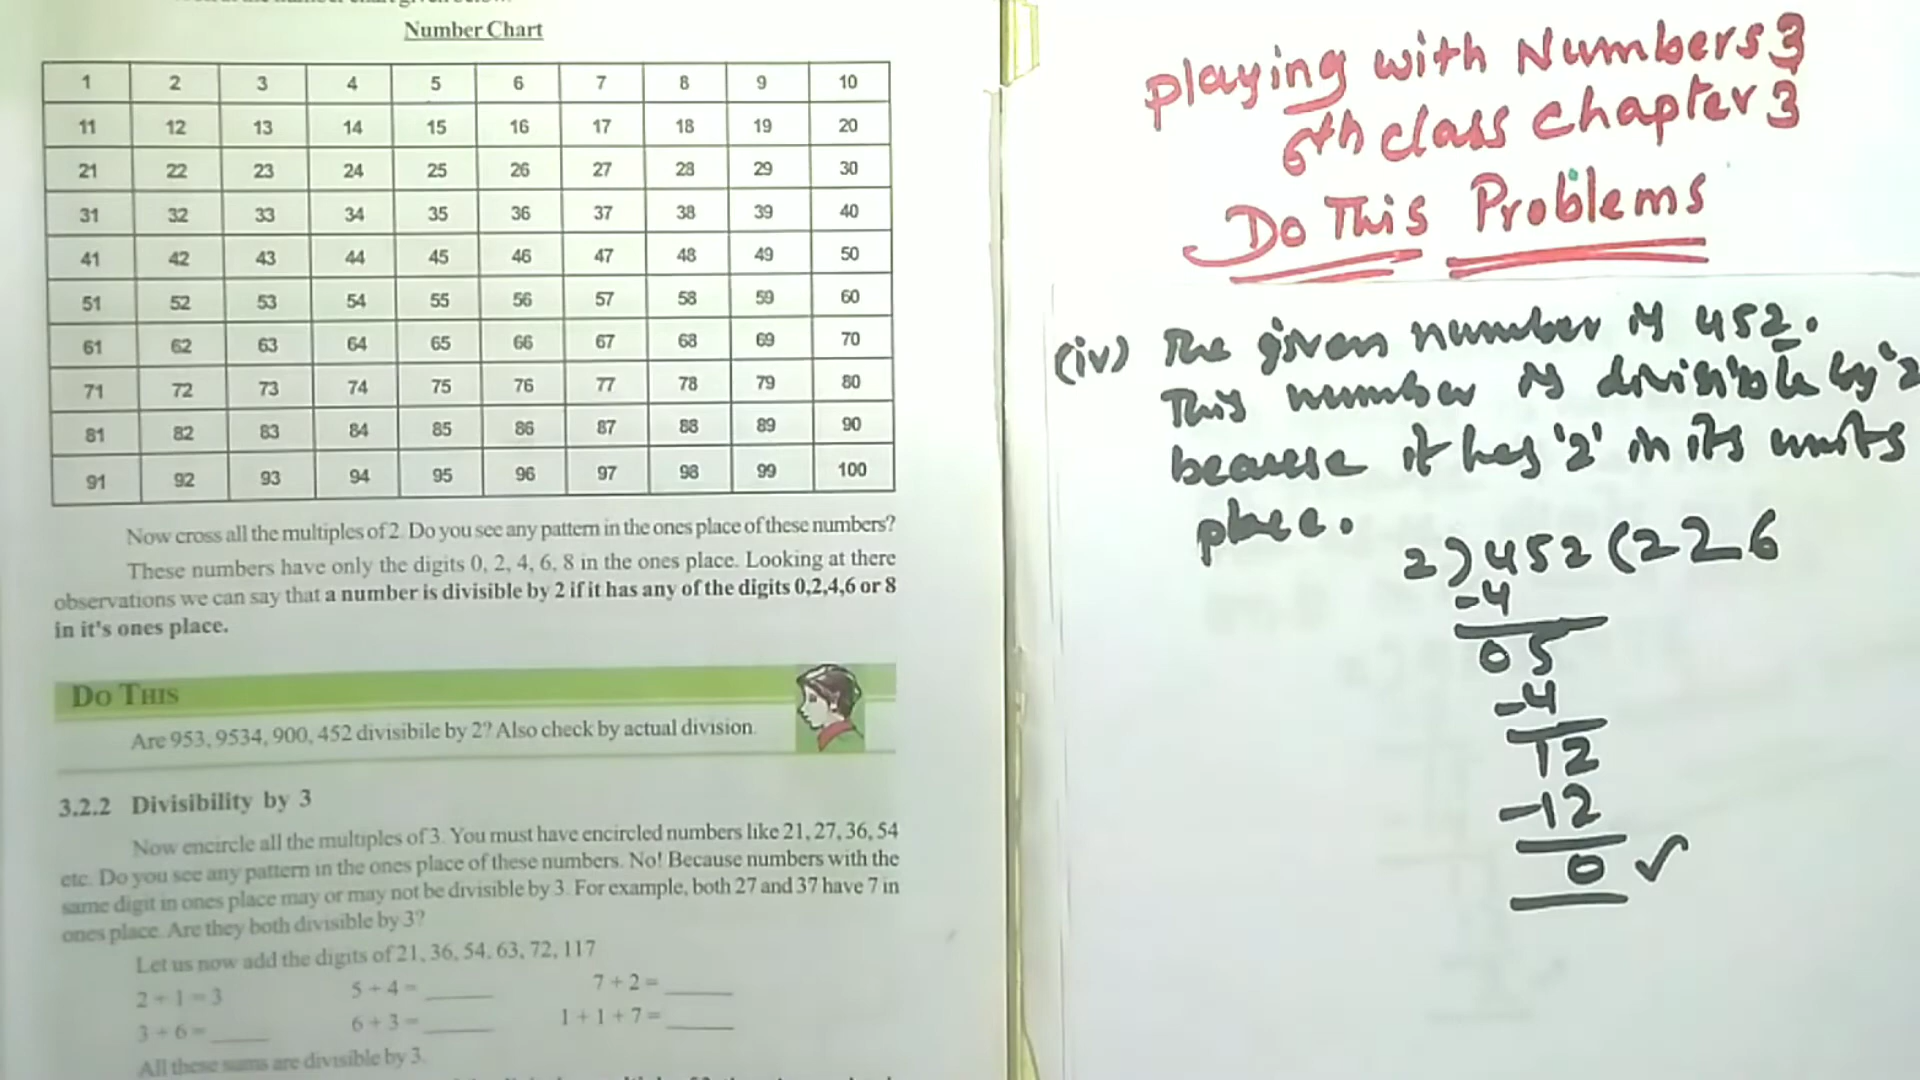 Number Chart
1 2 3 4 5 6 7 8 9 10
11 12 13 14 15 16 17 18 19 20
21 22 23 24 25 26 27 28 29 30
31 32 33 34 35 36 37 38 39 40
41 42 43 44 45 46 47 48 49 50
51 52 53 54 55 56 57 58 59 60
61 62 63 64 65 66 67 68 69 70
71 72 73 74 75 76 77 78 79 80
81 82 83 84 85 86 87 88 89 90
91 92 93 94 95 96 97 98 99 100
Now cross all the multiples of 2. Do you see any pattern in the ones place of these numbers?
These numbers have only the digits 0, 2, 4, 6, 8 in the ones place. Looking at there
observations we can say that a number is divisible by 2 if it has any of the digits 0,2,4,6 or 8
in it's ones place.
DO THIS
Are 953, 9534, 900, 452 divisibile by 2? Also check by actual division.
3.2.2 Divisibility by 3
Now encircle all the multiples of 3. You must have encircled numbers like 21, 27, 36, 54
etc. Do you see any pattern in the ones place of these numbers. No! Because numbers with the
same digit in ones place may or may not be divisible by 3. For example, both 27 and 37 have 7 in
ones place. Are they both divisible by 3?
Let us now add the digits of 21, 36, 54, 63, 72, 117
2 + 1 = 3 5 + 4 = ____ 7 + 2 = ____
3 + 6 = ____ 6 + 3 = ____ 1 + 1 + 7 = ____
All these sums are divisible by 3.
playing with Numbers 3
6th class chapter 3
Do This Problems
(iv) The given number is 452.
This number is divisible by '2
because it has '2' in its units
place.
2)452(226
-4
05
-4
12
-12
0 ✓